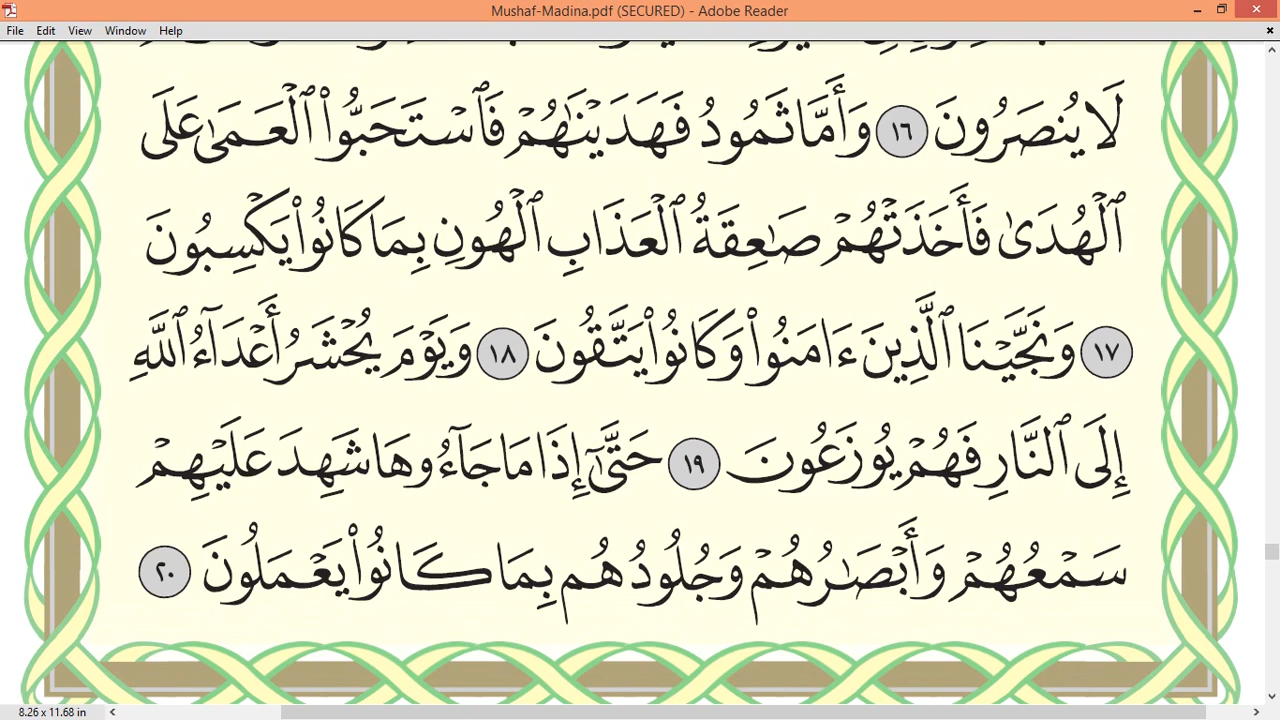 Mushaf-Madina.pdf (SECURED) - Adobe Reader
File Edit View Window Help
لَا يُنصَرُونَ ١٦ وَأَمَّا ثَمُودُ فَهَدَيْنَٰهُمْ فَٱسْتَحَبُّوا۟ ٱلْعَمَىٰ عَلَى
ٱلْهُدَىٰ فَأَخَذَتْهُمْ صَٰعِقَةُ ٱلْعَذَابِ ٱلْهُونِ بِمَا كَانُوا۟ يَكْسِبُونَ
١٧ وَنَجَّيْنَا ٱلَّذِينَ ءَامَنُوا۟ وَكَانُوا۟ يَتَّقُونَ ١٨ وَيَوْمَ يُحْشَرُ أَعْدَآءُ ٱللَّهِ
إِلَى ٱلنَّارِ فَهُمْ يُوزَعُونَ ١٩ حَتَّىٰٓ إِذَا مَا جَآءُوهَا شَهِدَ عَلَيْهِمْ
سَمْعُهُمْ وَأَبْصَٰرُهُمْ وَجُلُودُهُم بِمَا كَانُوا۟ يَعْمَلُونَ ٢٠
8.26 x 11.68 in